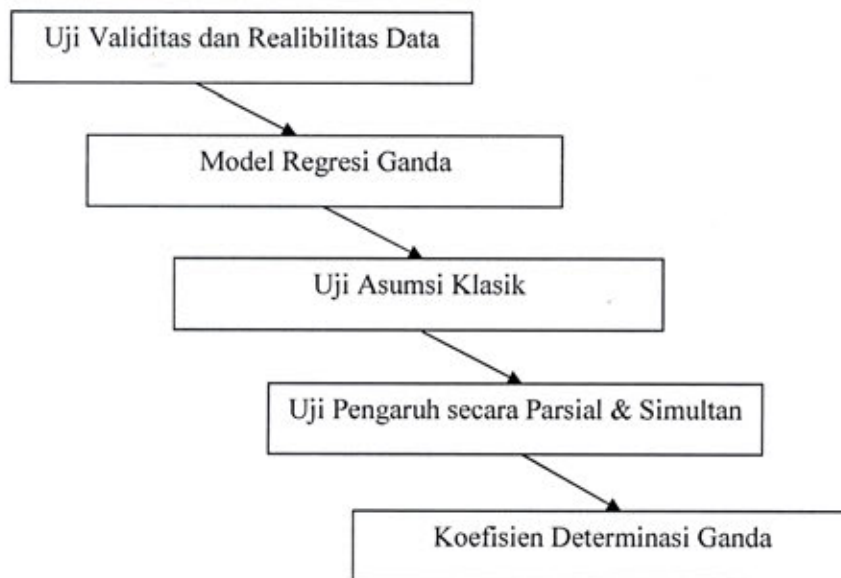 Uji Validitas dan Realibilitas Data
Model Regresi Ganda
Uji Asumsi Klasik
Uji Pengaruh secara Parsial & Simultan
Koefisien Determinasi Ganda